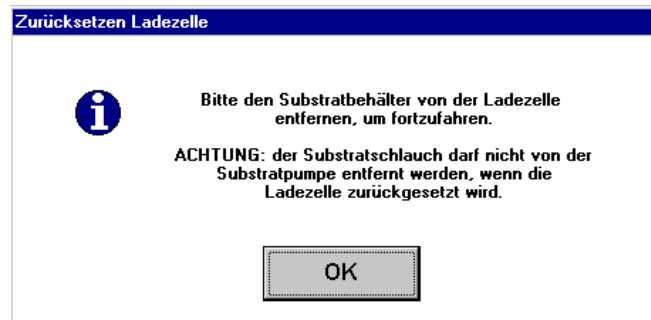 Zurücksetzen Ladezelle
Bitte den Substratbehälter von der Ladezelle
entfernen, um fortzufahren.
ACHTUNG: der Substratschlauch darf nicht von der
Substratpumpe entfernt werden, wenn die
Ladezelle zurückgesetzt wird.
OK